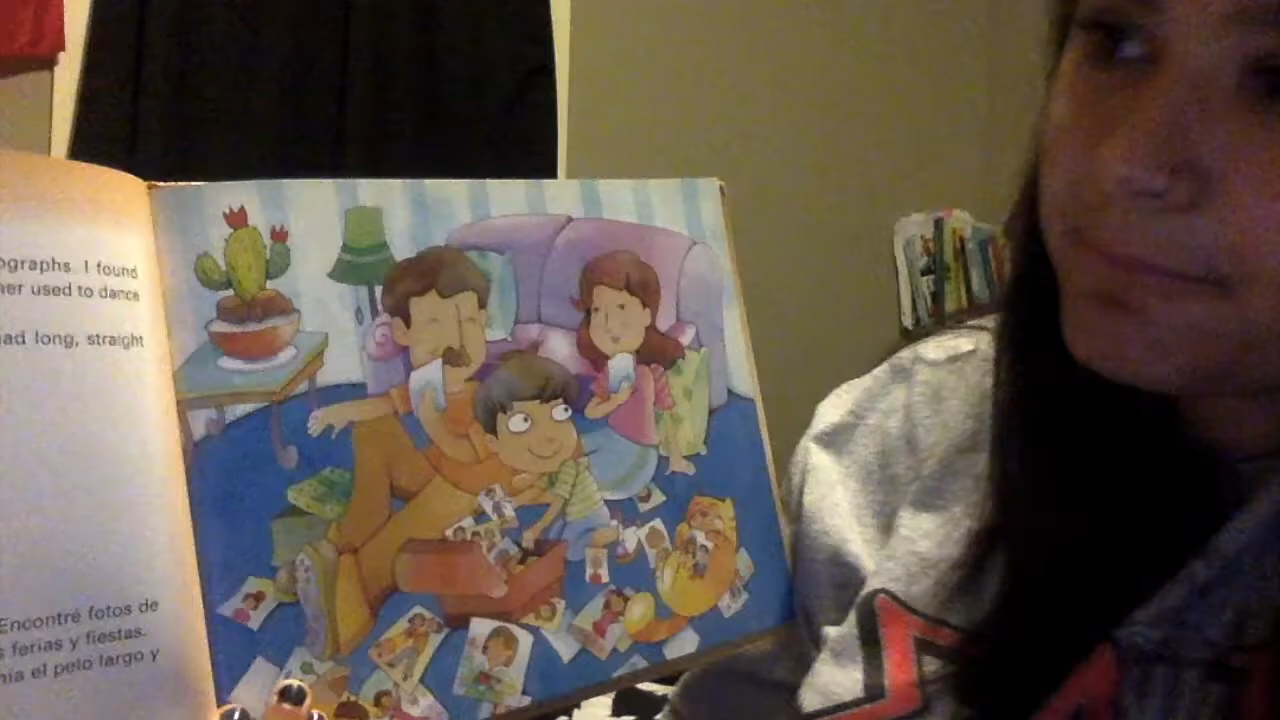 ographs. I found
her used to dance
ad long, straight
Encontré fotos de
s ferias y fiestas.
nía el pelo largo y